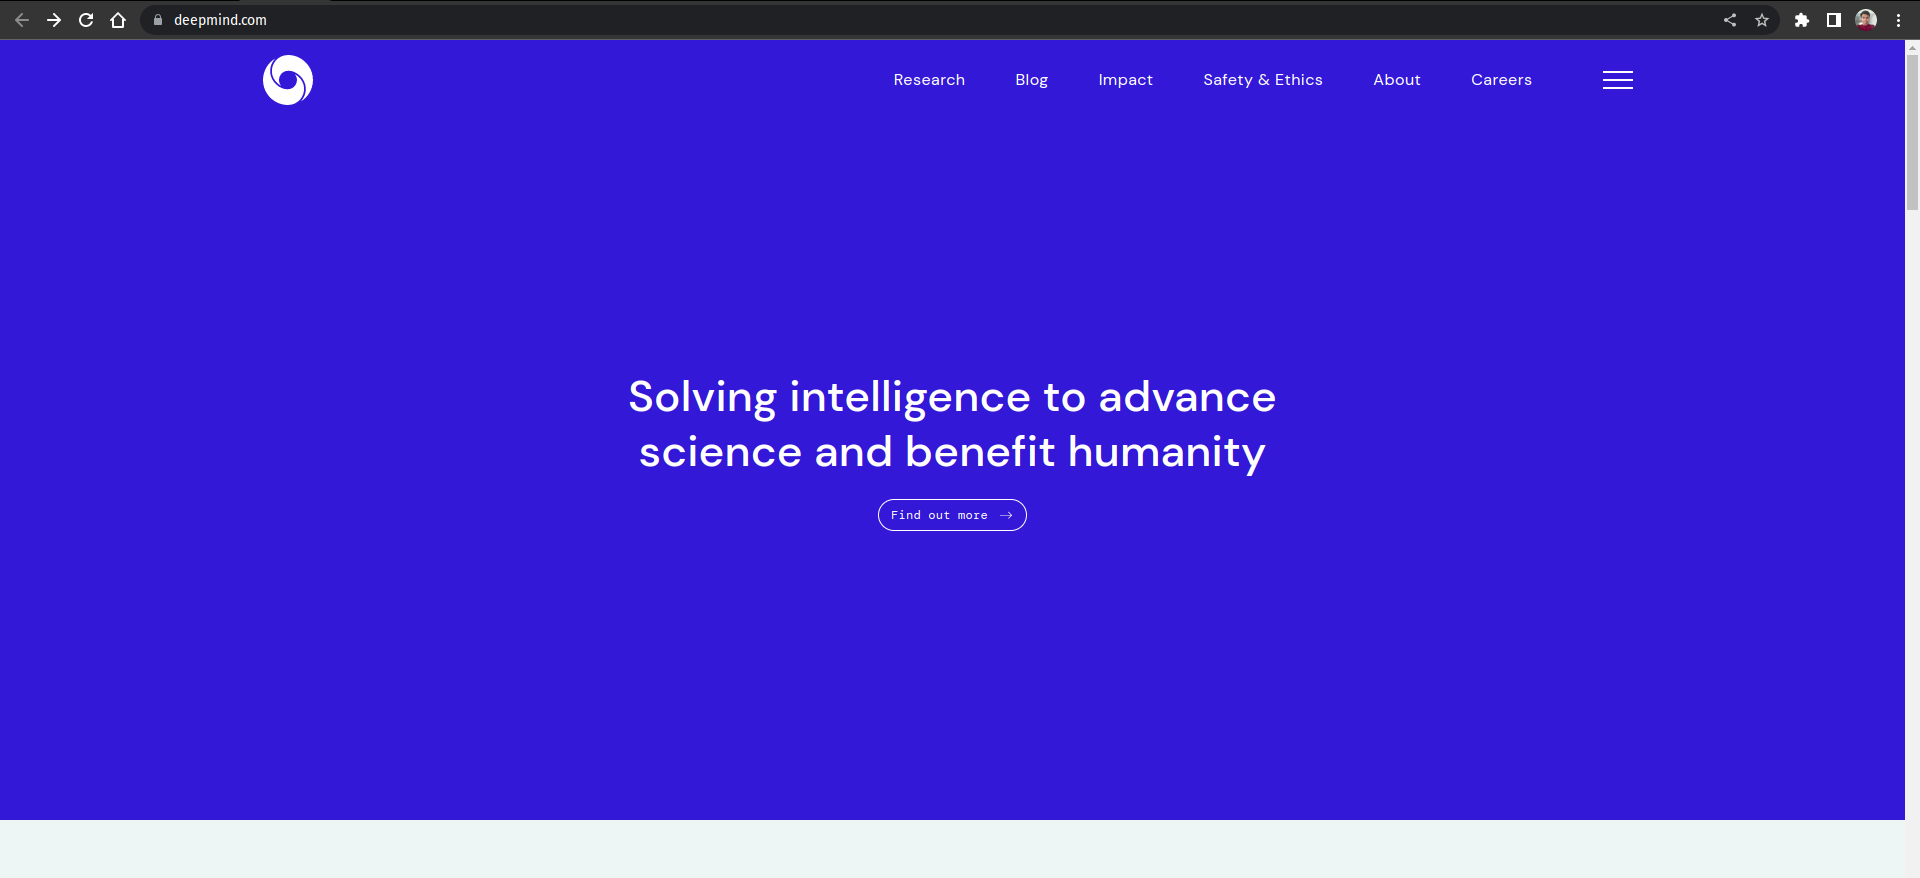 deepmind.com
Research Blog Impact Safety & Ethics About Careers
Solving intelligence to advance
science and benefit humanity
Find out more →